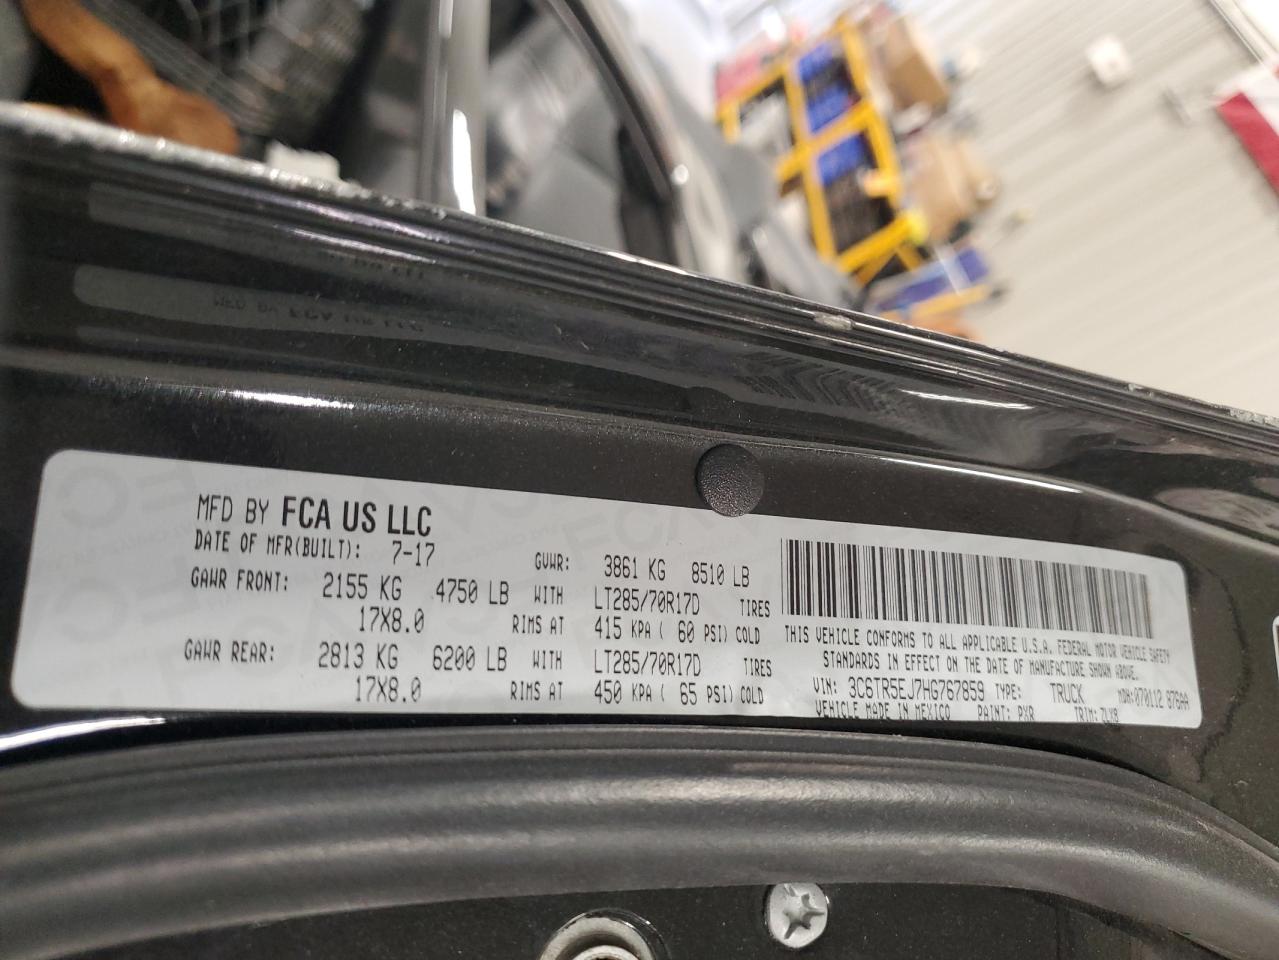 MFD BY FCA US LLC
DATE OF MFR(BUILT): 7-17 GVWR: 3861 KG 8510 LB
GAWR FRONT: 2155 KG 4750 LB WITH LT285/70R17D TIRES
17X8.0 RIMS AT 415 KPA ( 60 PSI) COLD
GAWR REAR: 2813 KG 6200 LB WITH LT285/70R17D TIRES
17X8.0 RIMS AT 450 KPA ( 65 PSI) COLD
THIS VEHICLE CONFORMS TO ALL APPLICABLE U.S.A. FEDERAL MOTOR VEHICLE SAFETY
STANDARDS IN EFFECT ON THE DATE OF MANUFACTURE SHOWN ABOVE.
VIN: 3C6TR5EJ7HG767859 TYPE: TRUCK MDH: 070112 876AA
VEHICLE MADE IN MEXICO PAINT: PXR TRIM: